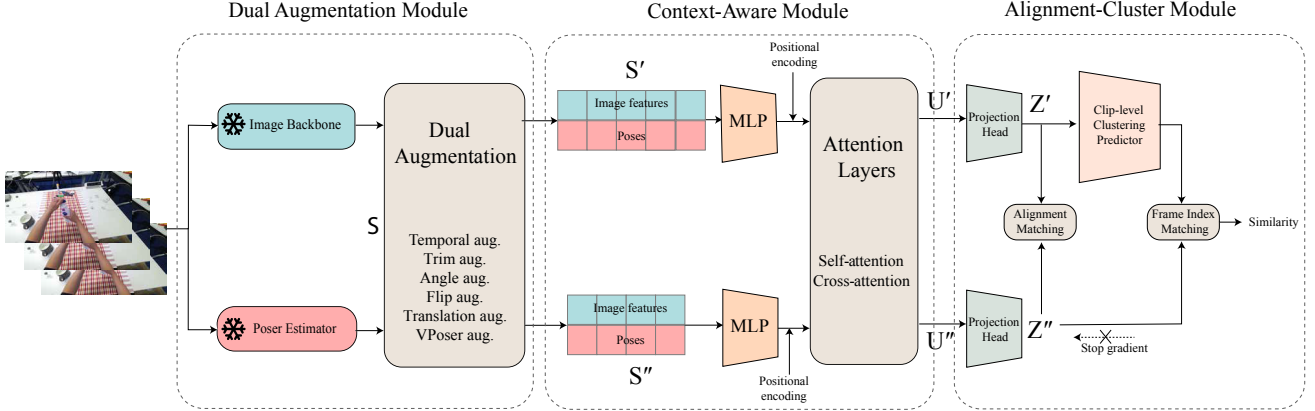 Dual Augmentation Module
Context-Aware Module
Alignment-Cluster Module
Image Backbone
Poser Estimator
S
Dual
Augmentation
Temporal aug.
Trim aug.
Angle aug.
Flip aug.
Translation aug.
VPoser aug.
S′
Image features
Poses
MLP
Positional
encoding
Image features
Poses
S″
MLP
Positional
encoding
Attention
Layers
Self-attention
Cross-attention
U′
U″
Projection
Head
Z′
Clip-level
Clustering
Predictor
Alignment
Matching
Frame Index
Matching
Similarity
Projection
Head
Z″
Stop gradient